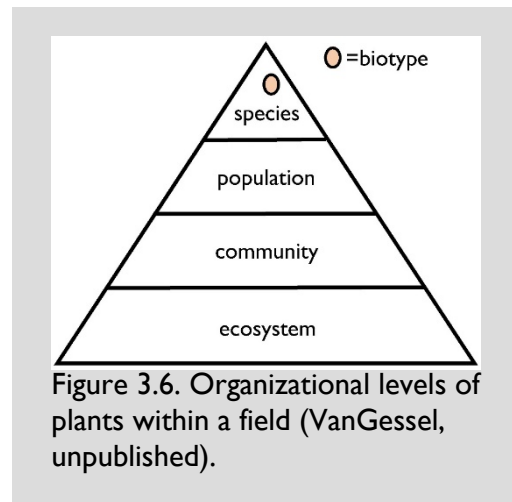 =biotype
species
population
community
ecosystem
Figure 3.6. Organizational levels of
plants within a field (VanGessel,
unpublished).